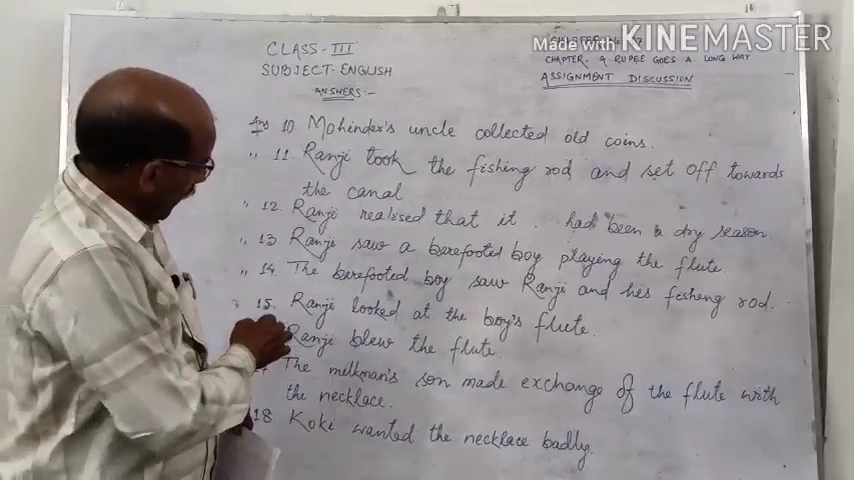 Made with KINEMASTER
CLASS-III
SUBJECT-ENGLISH
ANSWERS:-
CHAPTER- A RUPEE GOES A LONG WAY
ASSIGNMENT DISCUSSION
Ans 10. Mohinder's uncle collected old coins.
" 11. Ranji took the fishing rod and set off towards
the canal
" 12. Ranji realised that it . had been a dry season.
" 13. Ranji saw a barefooted boy playing the flute.
" 14. The barefooted boy saw Ranji and his fishing rod.
" 15. Ranji looked at the boy's flute.
Ranji blew the flute.
The milkman's son made exchange of the flute with
the necklace.
18. Koki wanted the necklace badly.